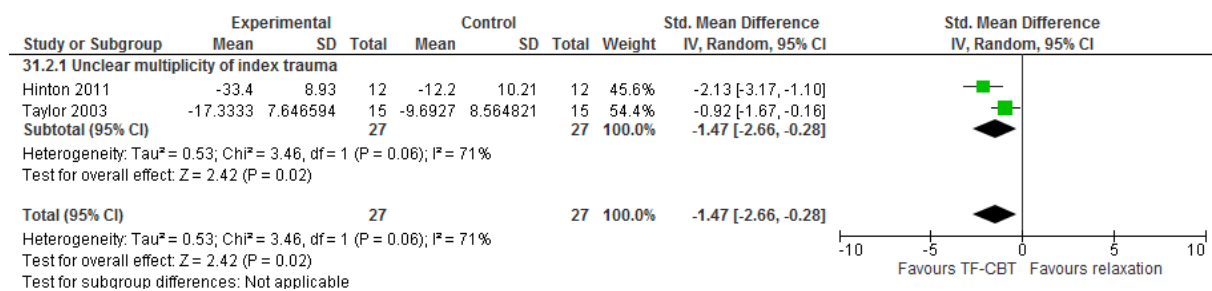 Experimental Control Std. Mean Difference Std. Mean Difference
Study or Subgroup Mean SD Total Mean SD Total Weight IV, Random, 95% CI IV, Random, 95% CI
31.2.1 Unclear multiplicity of index trauma
Hinton 2011 -33.4 8.93 12 -12.2 10.21 12 45.6% -2.13 [-3.17, -1.10]
Taylor 2003 -17.3333 7.646594 15 -9.6927 8.564821 15 54.4% -0.92 [-1.67, -0.16]
Subtotal (95% CI) 27 27 100.0% -1.47 [-2.66, -0.28]
Heterogeneity: Tau² = 0.53; Chi² = 3.46, df = 1 (P = 0.06); I² = 71%
Test for overall effect: Z = 2.42 (P = 0.02)
Total (95% CI) 27 27 100.0% -1.47 [-2.66, -0.28]
Heterogeneity: Tau² = 0.53; Chi² = 3.46, df = 1 (P = 0.06); I² = 71%
Test for overall effect: Z = 2.42 (P = 0.02)
Test for subgroup differences: Not applicable
-10 -5 0 5 10
Favours TF-CBT Favours relaxation